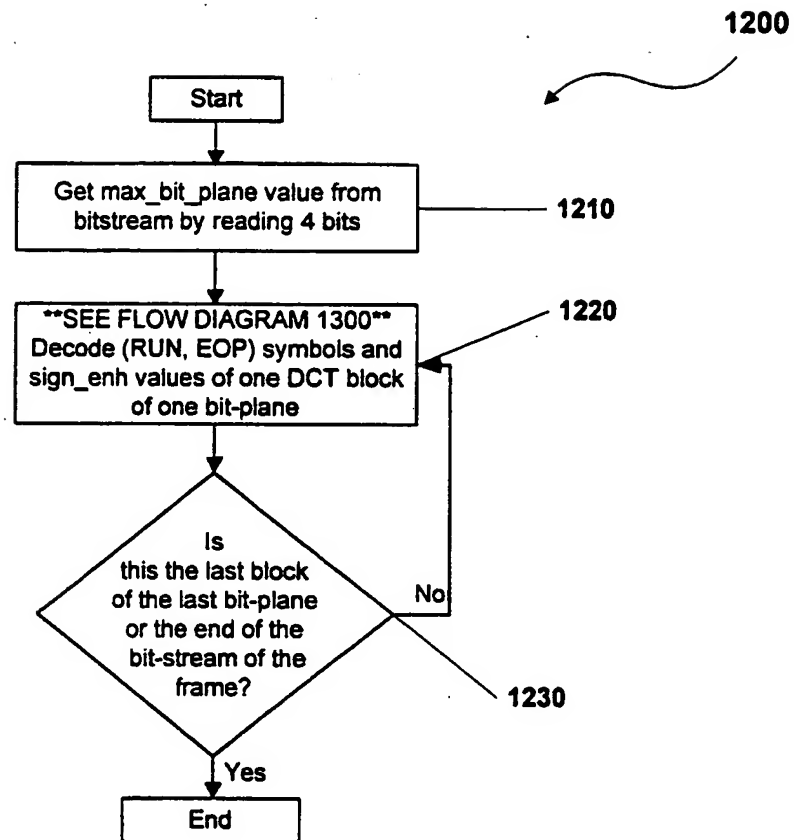 1200
Start
Get max_bit_plane value from
bitstream by reading 4 bits
1210
**SEE FLOW DIAGRAM 1300**
Decode (RUN, EOP) symbols and
sign_enh values of one DCT block
of one bit-plane
1220
Is
this the last block
of the last bit-plane
or the end of the
bit-stream of the
frame?
No
1230
Yes
End